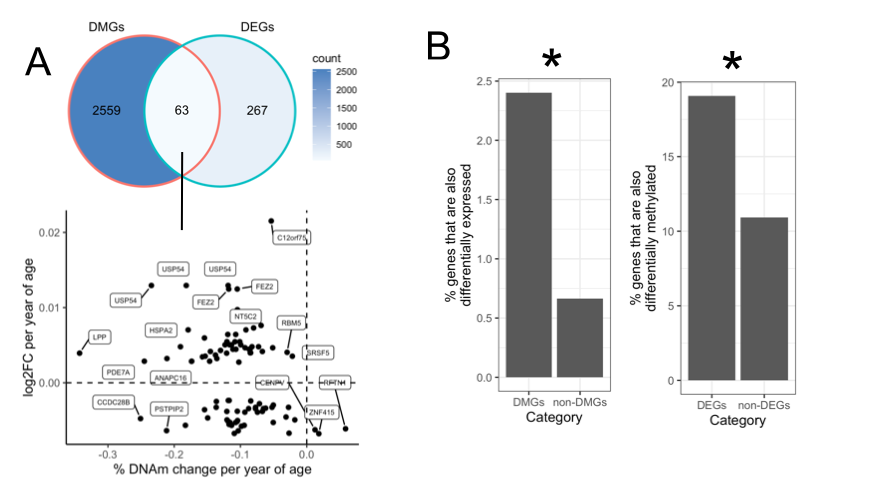 A
DMGs
DEGs
2559
63
267
count
2500
2000
1500
1000
500
log2FC per year of age
0.02
0.01
0.00
C12orf75
USP54
USP54
USP54
FEZ2
FEZ2
NT5C2
HSPA2
RBM5
LPP
SRSF5
PDE7A
ANAPC16
CENPV
RFTN1
CCDC28B
PSTPIP2
ZNF415
-0.3
-0.2
-0.1
0.0
% DNAm change per year of age
B
*
% genes that are also
differentially expressed
2.5
2.0
1.5
1.0
0.5
0.0
DMGs
non-DMGs
Category
*
% genes that are also
differentially methylated
20
15
10
5
0
DEGs
non-DEGs
Category